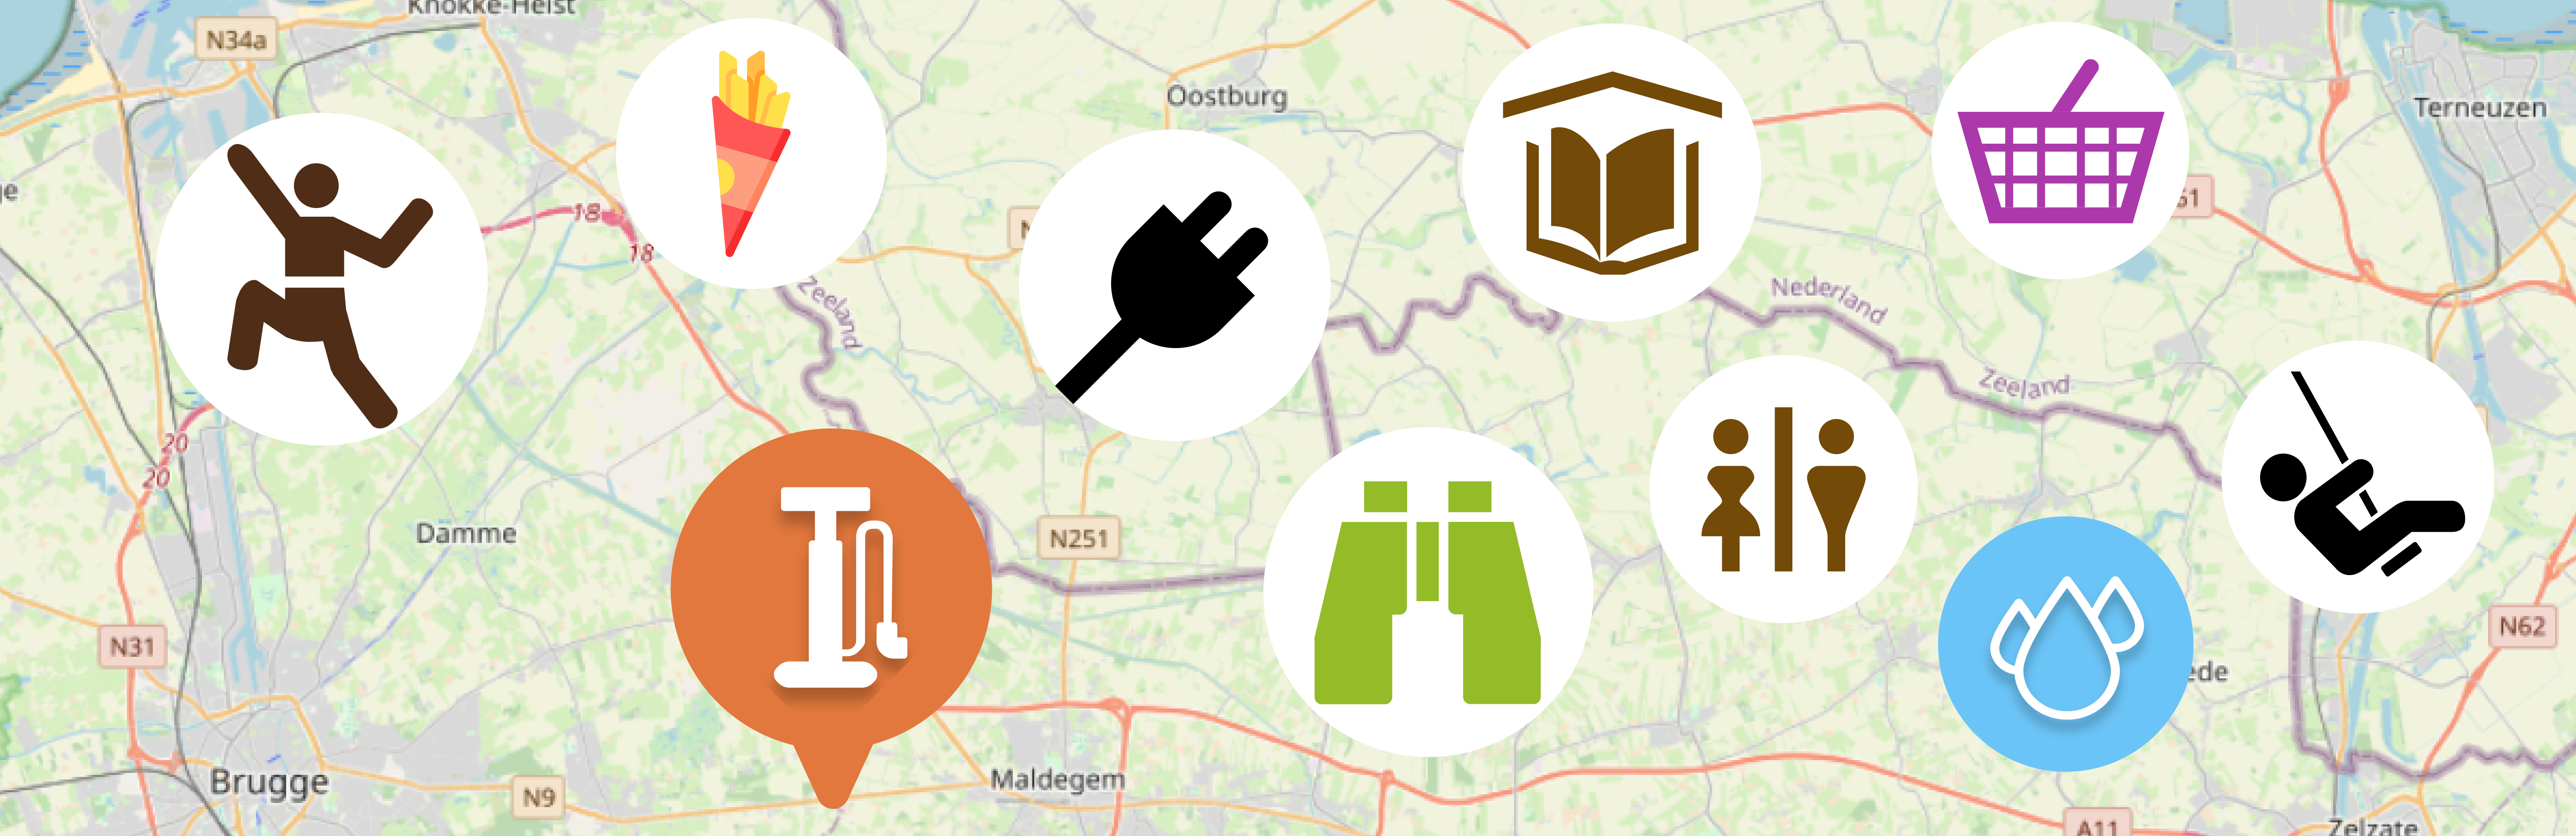 Knokke-Heist
N34a
Oostburg
Terneuzen
18
18
Zeeland
61
Nederland
Zeeland
20
20
Damme
N251
N31
N62
Brugge
N9
Maldegem
A11
Zelzate